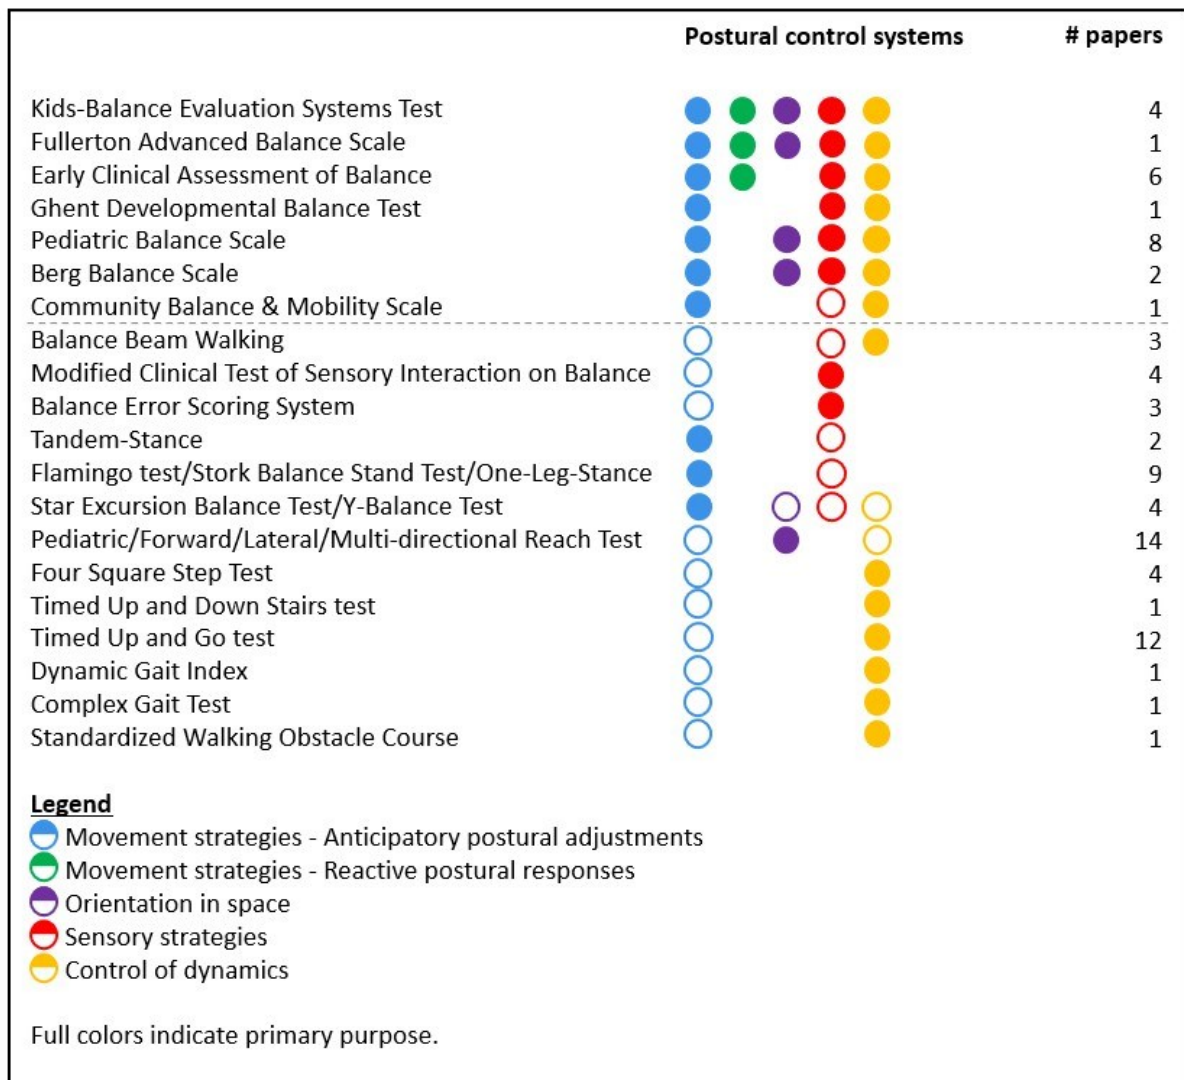 Postural control systems # papers
Kids-Balance Evaluation Systems Test 4
Fullerton Advanced Balance Scale 1
Early Clinical Assessment of Balance 6
Ghent Developmental Balance Test 1
Pediatric Balance Scale 8
Berg Balance Scale 2
Community Balance & Mobility Scale 1
Balance Beam Walking 3
Modified Clinical Test of Sensory Interaction on Balance 4
Balance Error Scoring System 3
Tandem-Stance 2
Flamingo test/Stork Balance Stand Test/One-Leg-Stance 9
Star Excursion Balance Test/Y-Balance Test 4
Pediatric/Forward/Lateral/Multi-directional Reach Test 14
Four Square Step Test 4
Timed Up and Down Stairs test 1
Timed Up and Go test 12
Dynamic Gait Index 1
Complex Gait Test 1
Standardized Walking Obstacle Course 1
Legend
Movement strategies - Anticipatory postural adjustments
Movement strategies - Reactive postural responses
Orientation in space
Sensory strategies
Control of dynamics
Full colors indicate primary purpose.